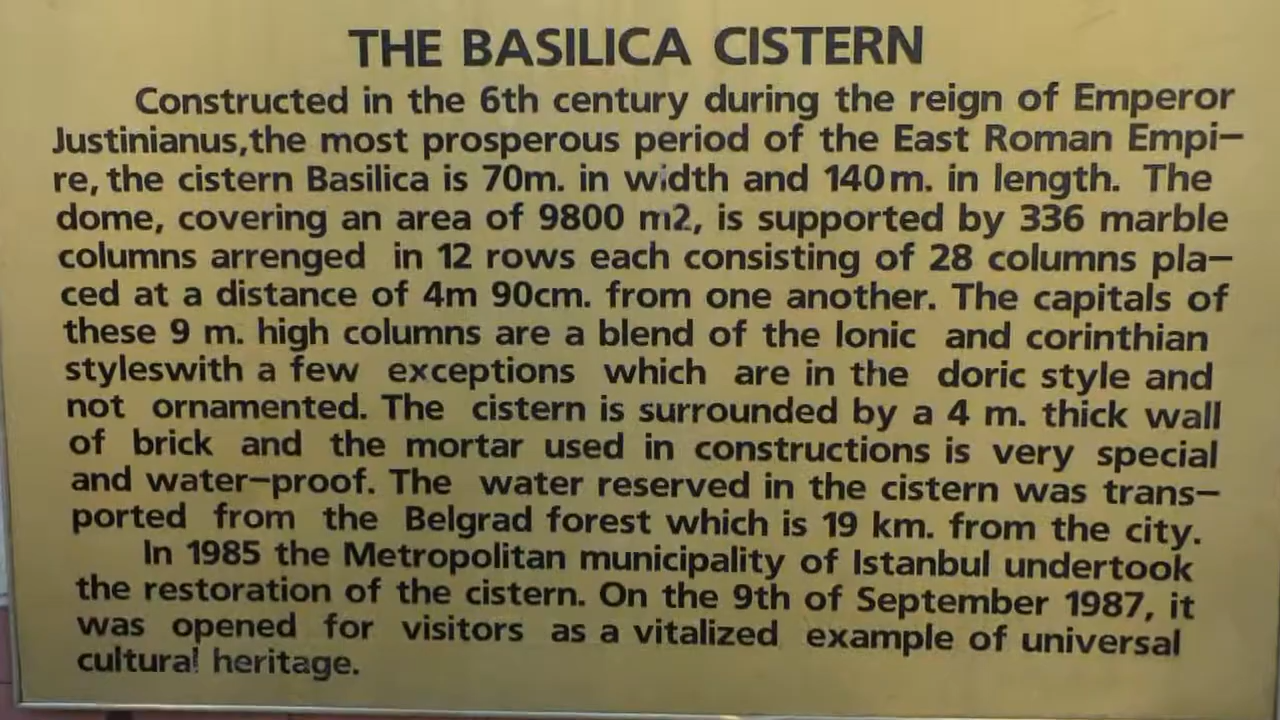 THE BASILICA CISTERN
Constructed in the 6th century during the reign of Emperor
Justinianus,the most prosperous period of the East Roman Empi-
re, the cistern Basilica is 70m. in width and 140m. in length. The
dome, covering an area of 9800 m2, is supported by 336 marble
columns arrenged in 12 rows each consisting of 28 columns pla-
ced at a distance of 4m 90cm. from one another. The capitals of
these 9 m. high columns are a blend of the Ionic and corinthian
styleswith a few exceptions which are in the doric style and
not ornamented. The cistern is surrounded by a 4 m. thick wall
of brick and the mortar used in constructions is very special
and water-proof. The water reserved in the cistern was trans-
ported from the Belgrad forest which is 19 km. from the city.
In 1985 the Metropolitan municipality of Istanbul undertook
the restoration of the cistern. On the 9th of September 1987, it
was opened for visitors as a vitalized example of universal
cultural heritage.